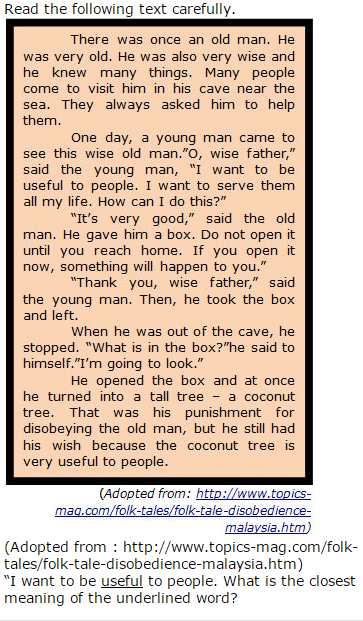 Read the following text carefully.
There was once an old man. He
was very old. He was also very wise and
he knew many things. Many people
come to visit him in his cave near the
sea. They always asked him to help
them.
One day, a young man came to
see this wise old man.”O, wise father,”
said the young man, “I want to be
useful to people. I want to serve them
all my life. How can I do this?”
“It’s very good,” said the old
man. He gave him a box. Do not open it
until you reach home. If you open it
now, something will happen to you.”
“Thank you, wise father,” said
the young man. Then, he took the box
and left.
When he was out of the cave, he
stopped. “What is in the box?”he said to
himself.”I’m going to look.”
He opened the box and at once
he turned into a tall tree – a coconut
tree. That was his punishment for
disobeying the old man, but he still had
his wish because the coconut tree is
very useful to people.
(Adopted from: http://www.topics-
mag.com/folk-tales/folk-tale-disobedience-
malaysia.htm)
(Adopted from : http://www.topics-mag.com/folk-
tales/folk-tale-disobedience-malaysia.htm)
“I want to be useful to people. What is the closest
meaning of the underlined word?